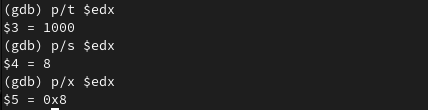 (gdb) p/t $edx
$3 = 1000
(gdb) p/s $edx
$4 = 8
(gdb) p/x $edx
$5 = 0x8